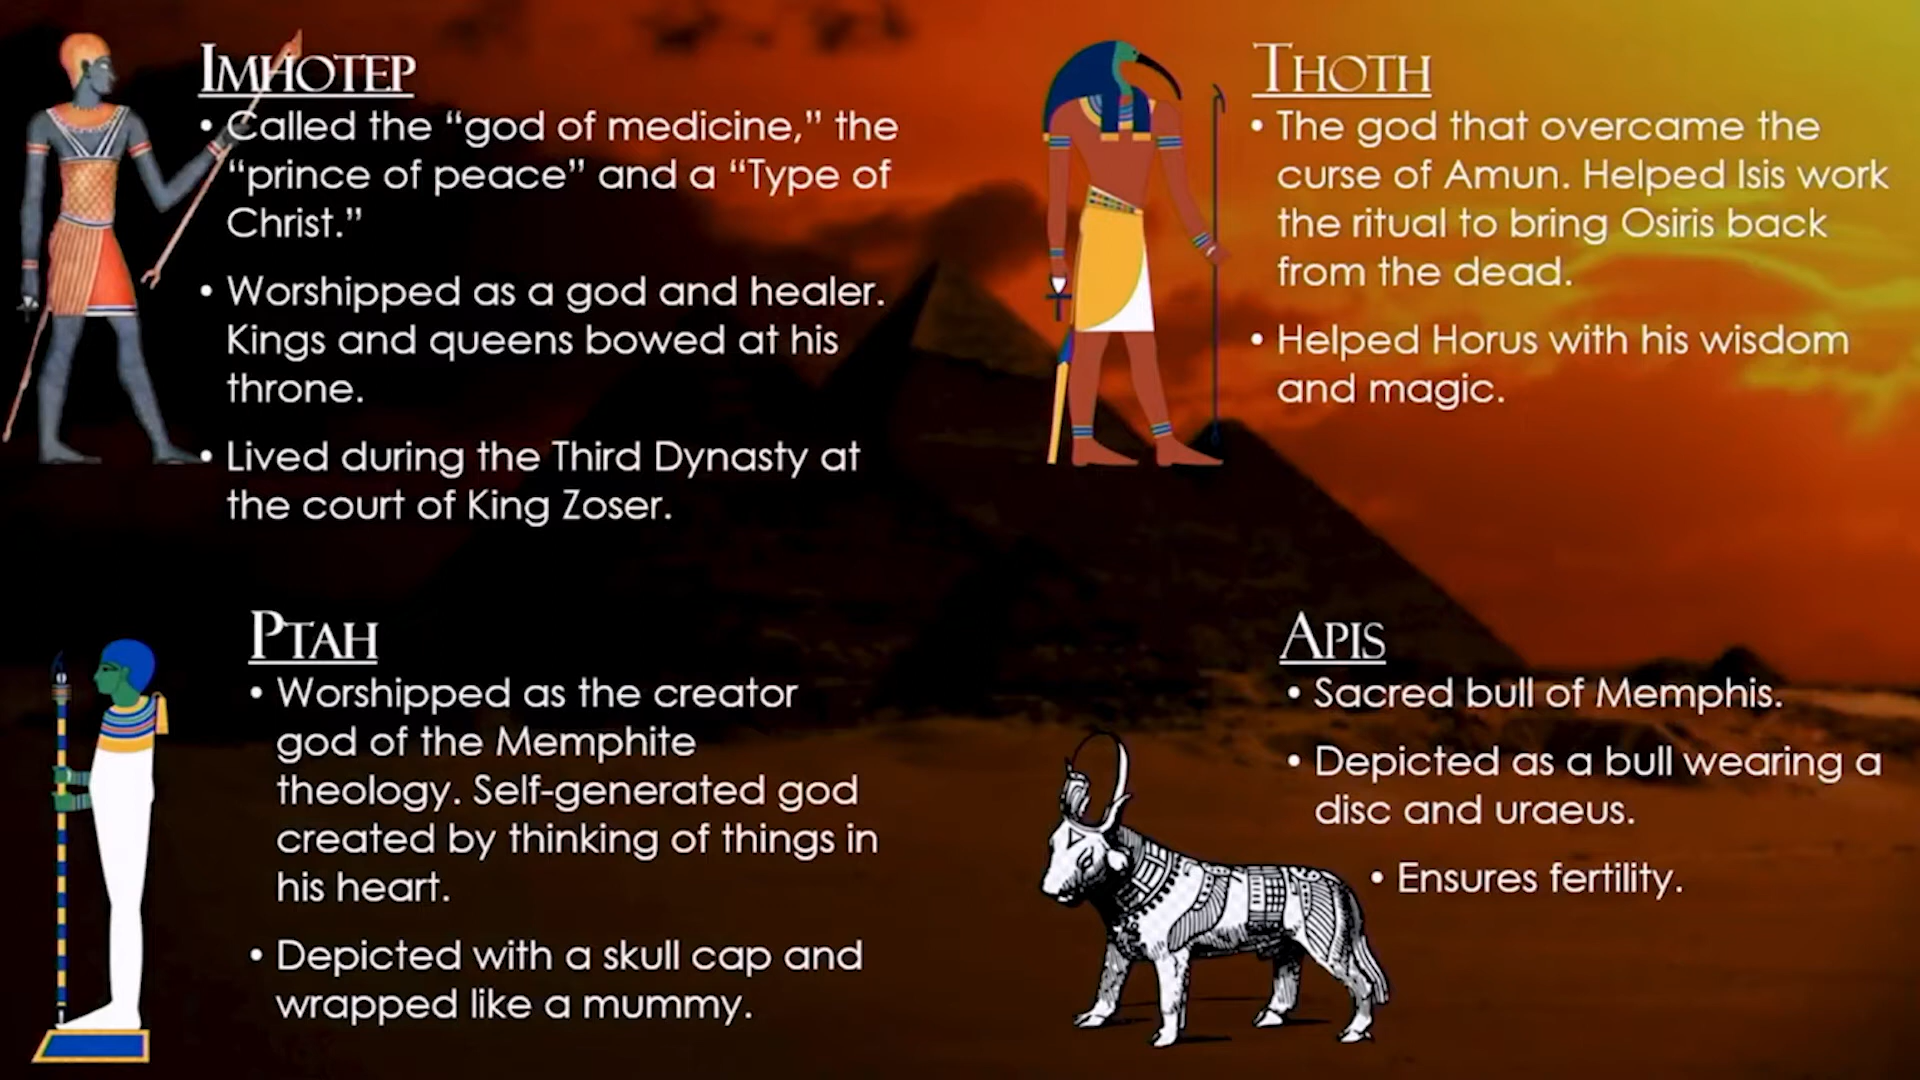 IMHOTEP
• Called the “god of medicine,” the
“prince of peace” and a “Type of
Christ.”
• Worshipped as a god and healer.
Kings and queens bowed at his
throne.
• Lived during the Third Dynasty at
the court of King Zoser.
THOTH
• The god that overcame the
curse of Amun. Helped Isis work
the ritual to bring Osiris back
from the dead.
• Helped Horus with his wisdom
and magic.
PTAH
• Worshipped as the creator
god of the Memphite
theology. Self-generated god
created by thinking of things in
his heart.
• Depicted with a skull cap and
wrapped like a mummy.
APIS
• Sacred bull of Memphis.
• Depicted as a bull wearing a
disc and uraeus.
• Ensures fertility.